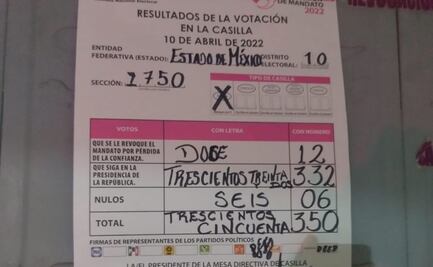 DE MANDATO 2022
RESULTADOS DE LA VOTACIÓN
EN LA CASILLA
10 DE ABRIL DE 2022
ENTIDAD
FEDERATIVA (ESTADO): ESTADO DE MÉXICO DISTRITO ELECTORAL: 10
SECCIÓN: 2750
TIPO DE CASILLA
X
VOTOS CON LETRA CON NÚMERO
QUE SE LE REVOQUE EL MANDATO POR PÉRDIDA DE LA CONFIANZA. DOCE 12
QUE SIGA EN LA PRESIDENCIA DE LA REPÚBLICA. TRESCIENTOS TREINTA Y DOS 332
NULOS SEIS 06
TOTAL TRESCIENTOS CINCUENTA 350
FIRMAS DE REPRESENTANTES DE LOS PARTIDOS POLÍTICOS
LA/EL PRESIDENTE DE LA MESA DIRECTIVA DE CASILLA